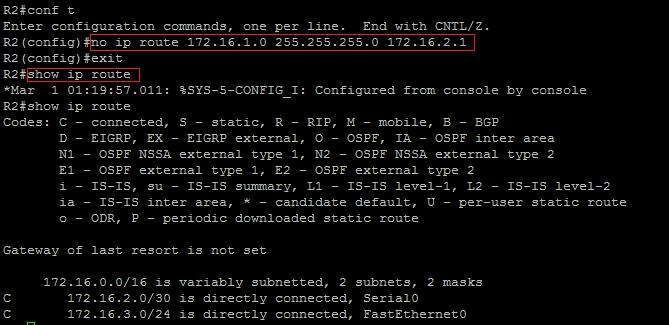 R2#conf t
Enter configuration commands, one per line.  End with CNTL/Z.
R2(config)#no ip route 172.16.1.0 255.255.255.0 172.16.2.1
R2(config)#exit
R2#show ip route
*Mar  1 01:19:57.011: %SYS-5-CONFIG_I: Configured from console by console
R2#show ip route
Codes: C - connected, S - static, R - RIP, M - mobile, B - BGP
       D - EIGRP, EX - EIGRP external, O - OSPF, IA - OSPF inter area
       N1 - OSPF NSSA external type 1, N2 - OSPF NSSA external type 2
       E1 - OSPF external type 1, E2 - OSPF external type 2
       i - IS-IS, su - IS-IS summary, L1 - IS-IS level-1, L2 - IS-IS level-2
       ia - IS-IS inter area, * - candidate default, U - per-user static route
       o - ODR, P - periodic downloaded static route
Gateway of last resort is not set
     172.16.0.0/16 is variably subnetted, 2 subnets, 2 masks
C       172.16.2.0/30 is directly connected, Serial0
C       172.16.3.0/24 is directly connected, FastEthernet0